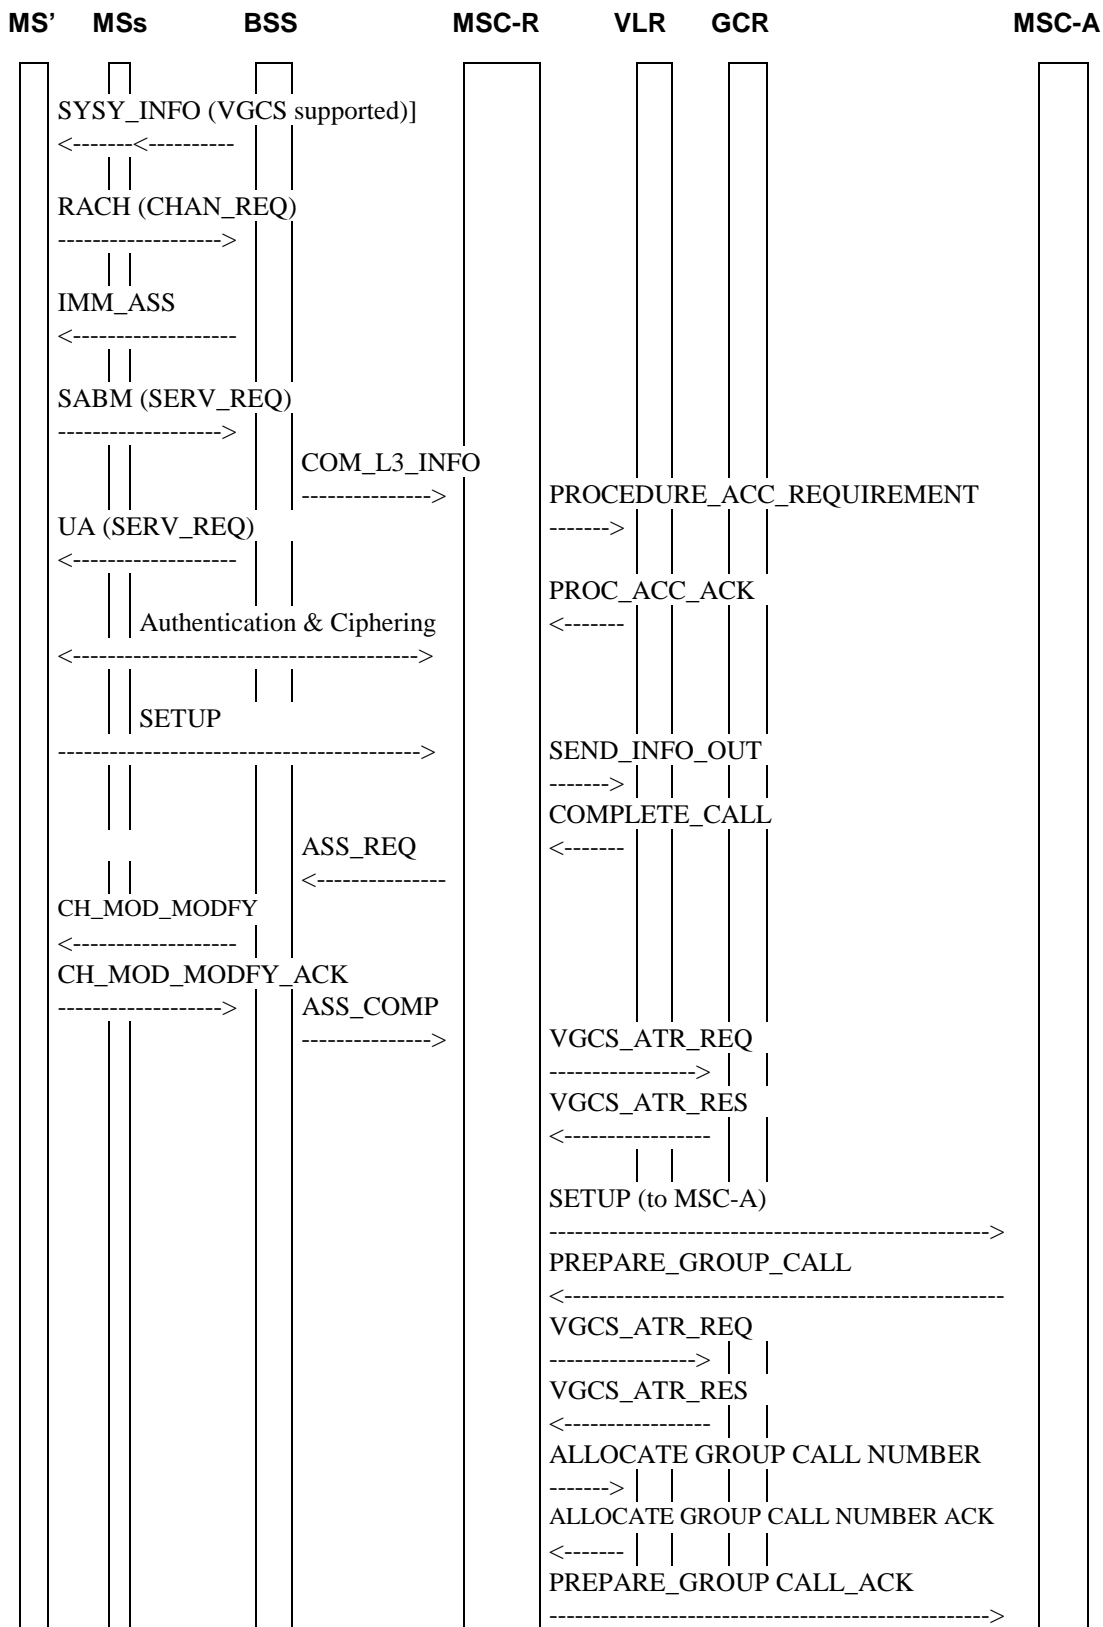 MS’ MSs BSS MSC-R VLR GCR MSC-A
SYSY_INFO (VGCS supported)]
<-------<----------
RACH (CHAN_REQ)
------------------->
IMM_ASS
<-------------------
SABM (SERV_REQ)
------------------->
COM_L3_INFO
---------------> PROCEDURE_ACC_REQUIREMENT
UA (SERV_REQ) ------->
<-------------------
PROC_ACC_ACK
Authentication & Ciphering <-------
<---------------------------------------->
SETUP
------------------------------------------> SEND_INFO_OUT
------->
COMPLETE_CALL
ASS_REQ <-------
<---------------
CH_MOD_MODFY
<-------------------
CH_MOD_MODFY_ACK
-------------------> ASS_COMP
---------------> VGCS_ATR_REQ
----------------->
VGCS_ATR_RES
<-----------------
SETUP (to MSC-A)
--------------------------------------------------->
PREPARE_GROUP_CALL
<---------------------------------------------------
VGCS_ATR_REQ
----------------->
VGCS_ATR_RES
<-----------------
ALLOCATE GROUP CALL NUMBER
------->
ALLOCATE GROUP CALL NUMBER ACK
<-------
PREPARE_GROUP CALL_ACK
--------------------------------------------------->